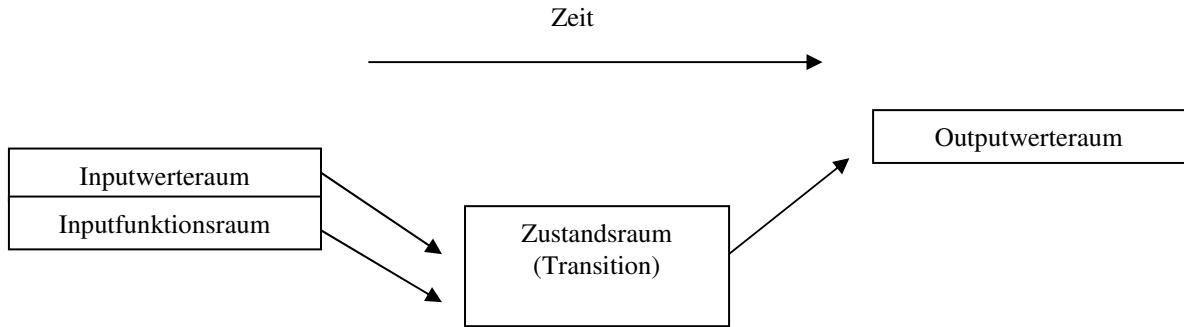 Zeit
Inputwerteraum
Inputfunktionsraum
Zustandsraum
(Transition)
Outputwerteraum